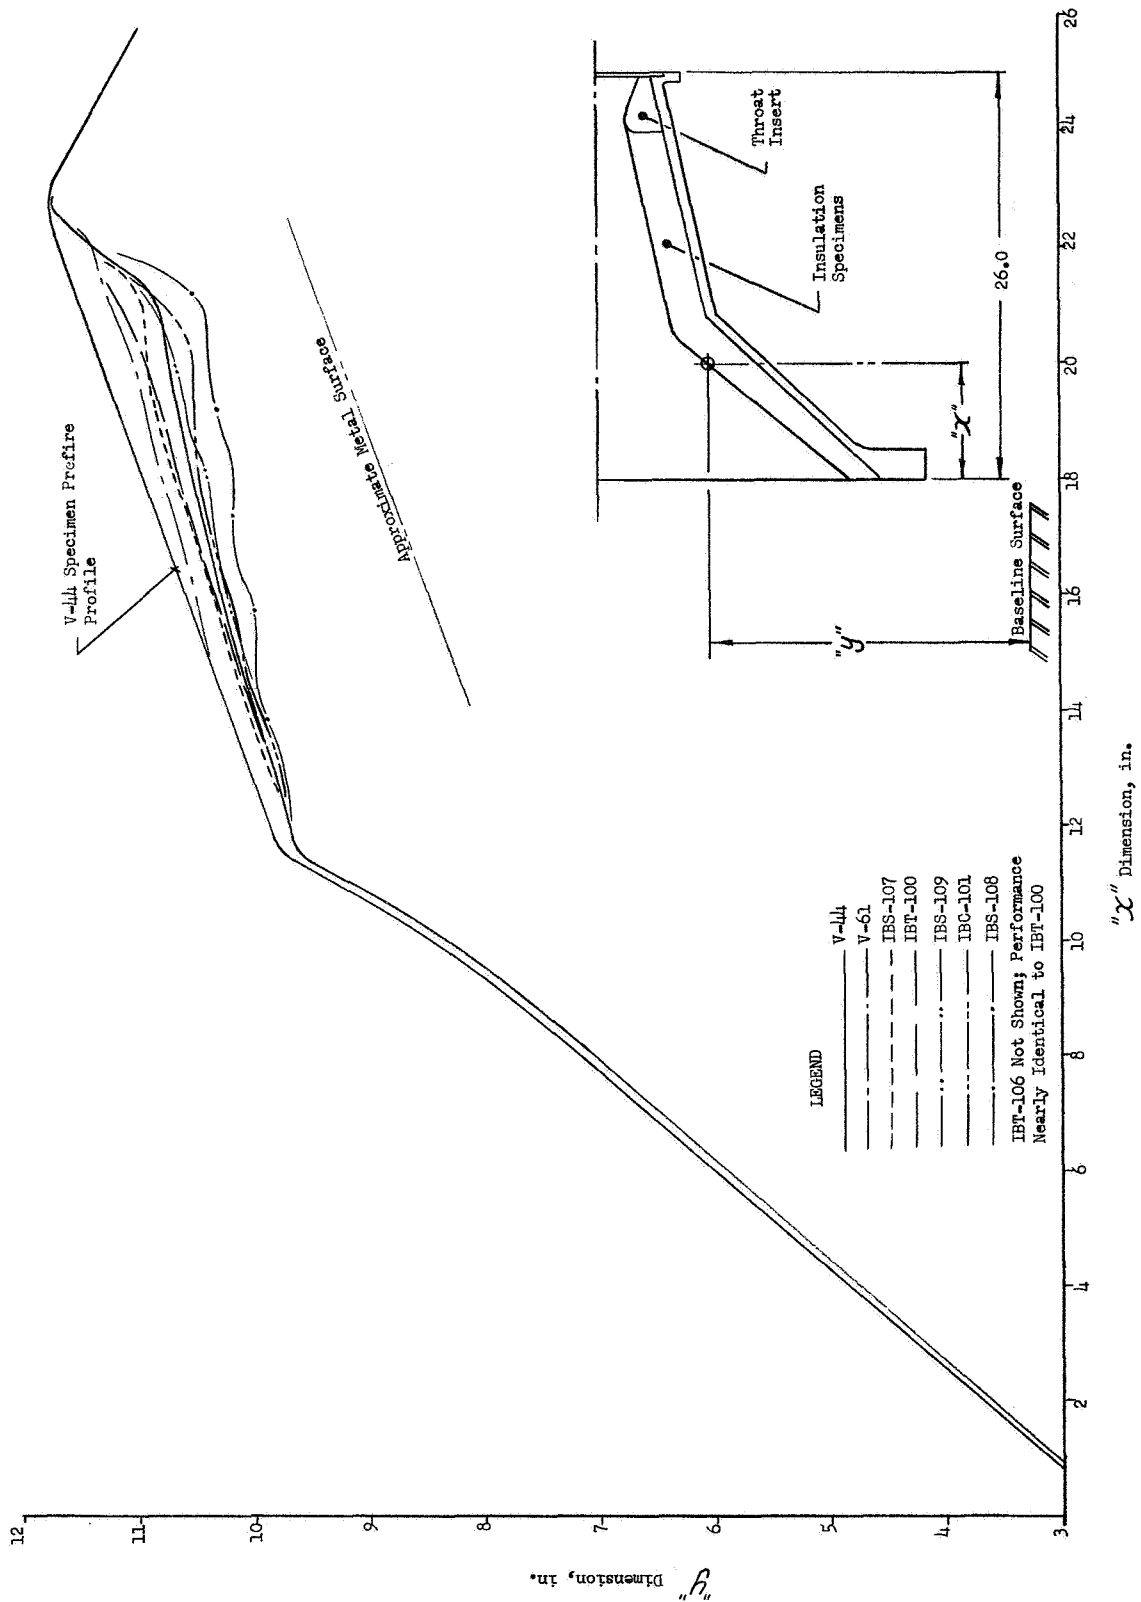 V-44 Specimen Prefire
Profile
Approximate Metal Surface
Throat
Insert
Insulation
Specimens
26.0
"x"
"y"
Baseline Surface
LEGEND
V-44
V-61
IBS-107
IBT-100
IBS-109
IBC-101
IBS-108
IBT-106 Not Shown; Performance
Nearly Identical to IBT-100
12
11
10
9
8
7
6
5
4
3
"y" Dimension, in.
2
4
6
8
10
12
14
16
18
20
22
24
26
"x" Dimension, in.